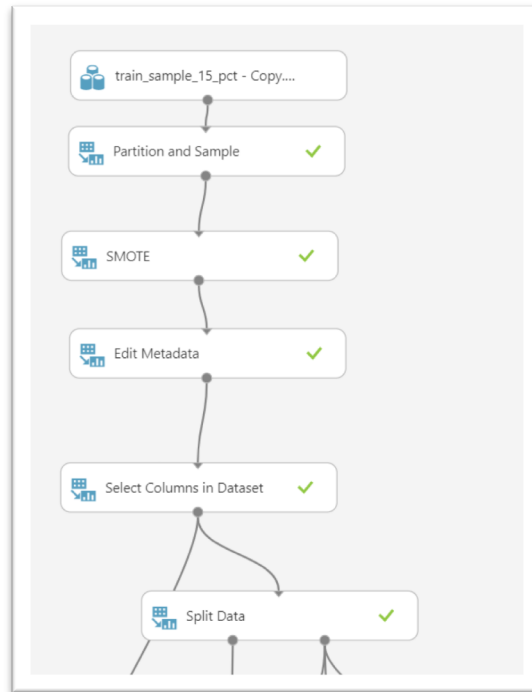 train_sample_15_pct - Copy....
Partition and Sample
SMOTE
Edit Metadata
Select Columns in Dataset
Split Data